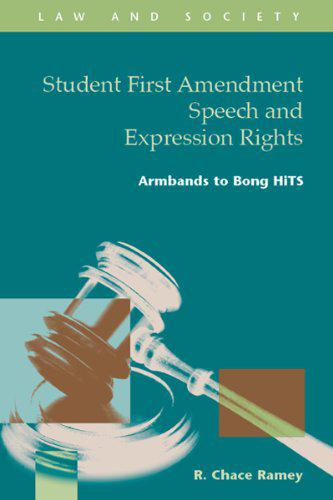 LAW AND SOCIETY
Student First Amendment
Speech and
Expression Rights
Armbands to Bong HiTS
R. Chace Ramey